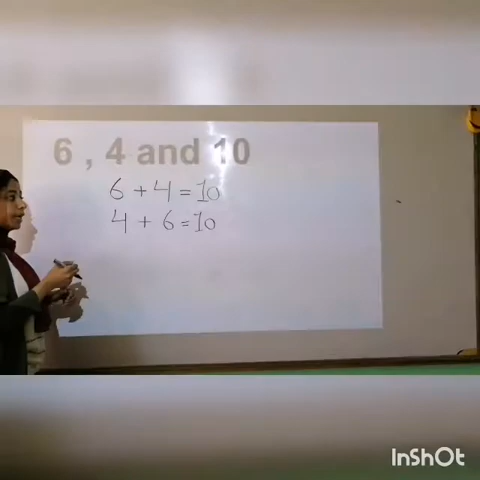 6 , 4 and 10
6 + 4 = 10
4 + 6 = 10
INSHOT